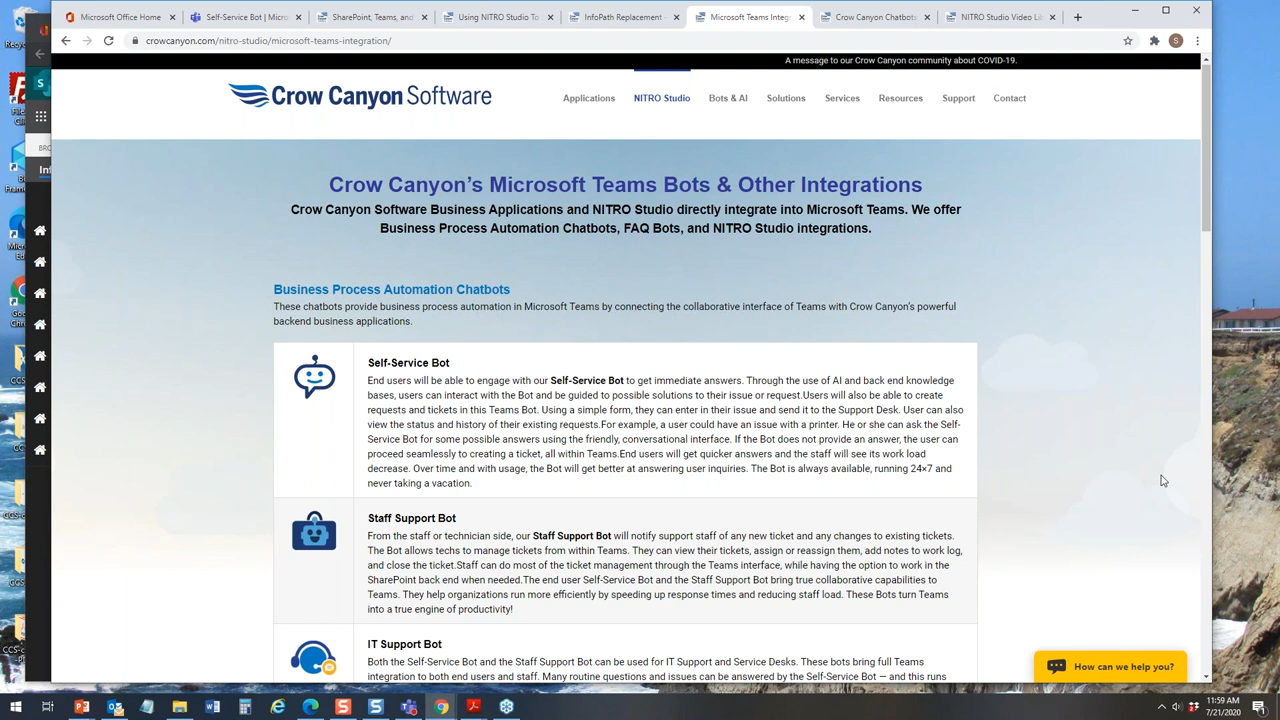 Microsoft Office Home
Self-Service Bot | Microso
SharePoint, Teams, and
Using NITRO Studio To
InfoPath Replacement -
Microsoft Teams Integ
Crow Canyon Chatbots
NITRO Studio Video Lib
crowcanyon.com/nitro-studio/microsoft-teams-integration/
S
A message to our Crow Canyon community about COVID-19.
Crow Canyon Software
Applications
NITRO Studio
Bots & AI
Solutions
Services
Resources
Support
Contact
Crow Canyon's Microsoft Teams Bots & Other Integrations
Crow Canyon Software Business Applications and NITRO Studio directly integrate into Microsoft Teams. We offer
Business Process Automation Chatbots, FAQ Bots, and NITRO Studio integrations.
Business Process Automation Chatbots
These chatbots provide business process automation in Microsoft Teams by connecting the collaborative interface of Teams with Crow Canyon's powerful
backend business applications.
Self-Service Bot
End users will be able to engage with our Self-Service Bot to get immediate answers. Through the use of AI and back end knowledge
bases, users can interact with the Bot and be guided to possible solutions to their issue or request.Users will also be able to create
requests and tickets in this Teams Bot. Using a simple form, they can enter in their issue and send it to the Support Desk. User can also
view the status and history of their existing requests.For example, a user could have an issue with a printer. He or she can ask the Self-
Service Bot for some possible answers using the friendly, conversational interface. If the Bot does not provide an answer, the user can
proceed seamlessly to creating a ticket, all within Teams.End users will get quicker answers and the staff will see its work load
decrease. Over time and with usage, the Bot will get better at answering user inquiries. The Bot is always available, running 24×7 and
never taking a vacation.
Staff Support Bot
From the staff or technician side, our Staff Support Bot will notify support staff of any new ticket and any changes to existing tickets.
The Bot allows techs to manage tickets from within Teams. They can view their tickets, assign or reassign them, add notes to work log,
and close the ticket.Staff can do most of the ticket management through the Teams interface, while having the option to work in the
SharePoint back end when needed.The end user Self-Service Bot and the Staff Support Bot bring true collaborative capabilities to
Teams. They help organizations run more efficiently by speeding up response times and reducing staff load. These Bots turn Teams
into a true engine of productivity!
IT Support Bot
Both the Self-Service Bot and the Staff Support Bot can be used for IT Support and Service Desks. These bots bring full Teams
integration to both end users and staff. Many routine questions and issues can be answered by the Self-Service Bot — and this runs
How can we help you?
11:59 AM
7/21/2020